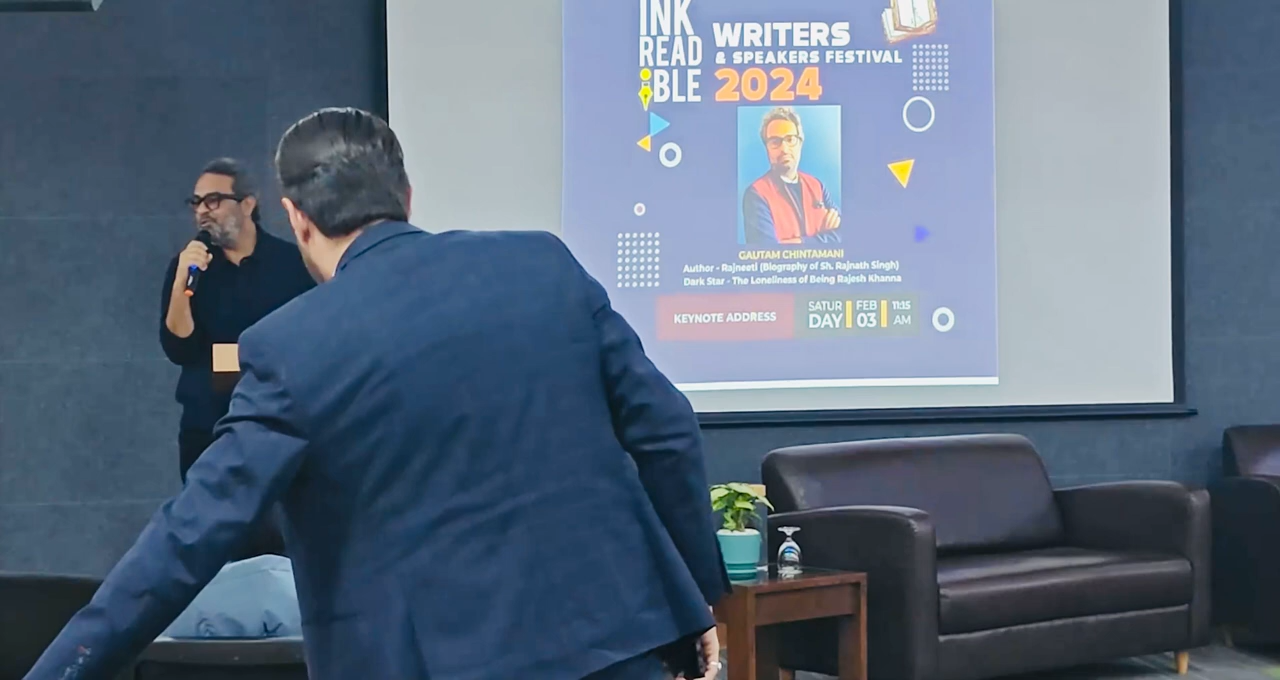 INK
READ
iBLE
WRITERS
& SPEAKERS FESTIVAL
2024
GAUTAM CHINTAMANI
Author - Rajneeti (Biography of Sh. Rajnath Singh)
Dark Star - The Loneliness of Being Rajesh Khanna
KEYNOTE ADDRESS
SATUR
DAY
FEB
03
11:15
AM